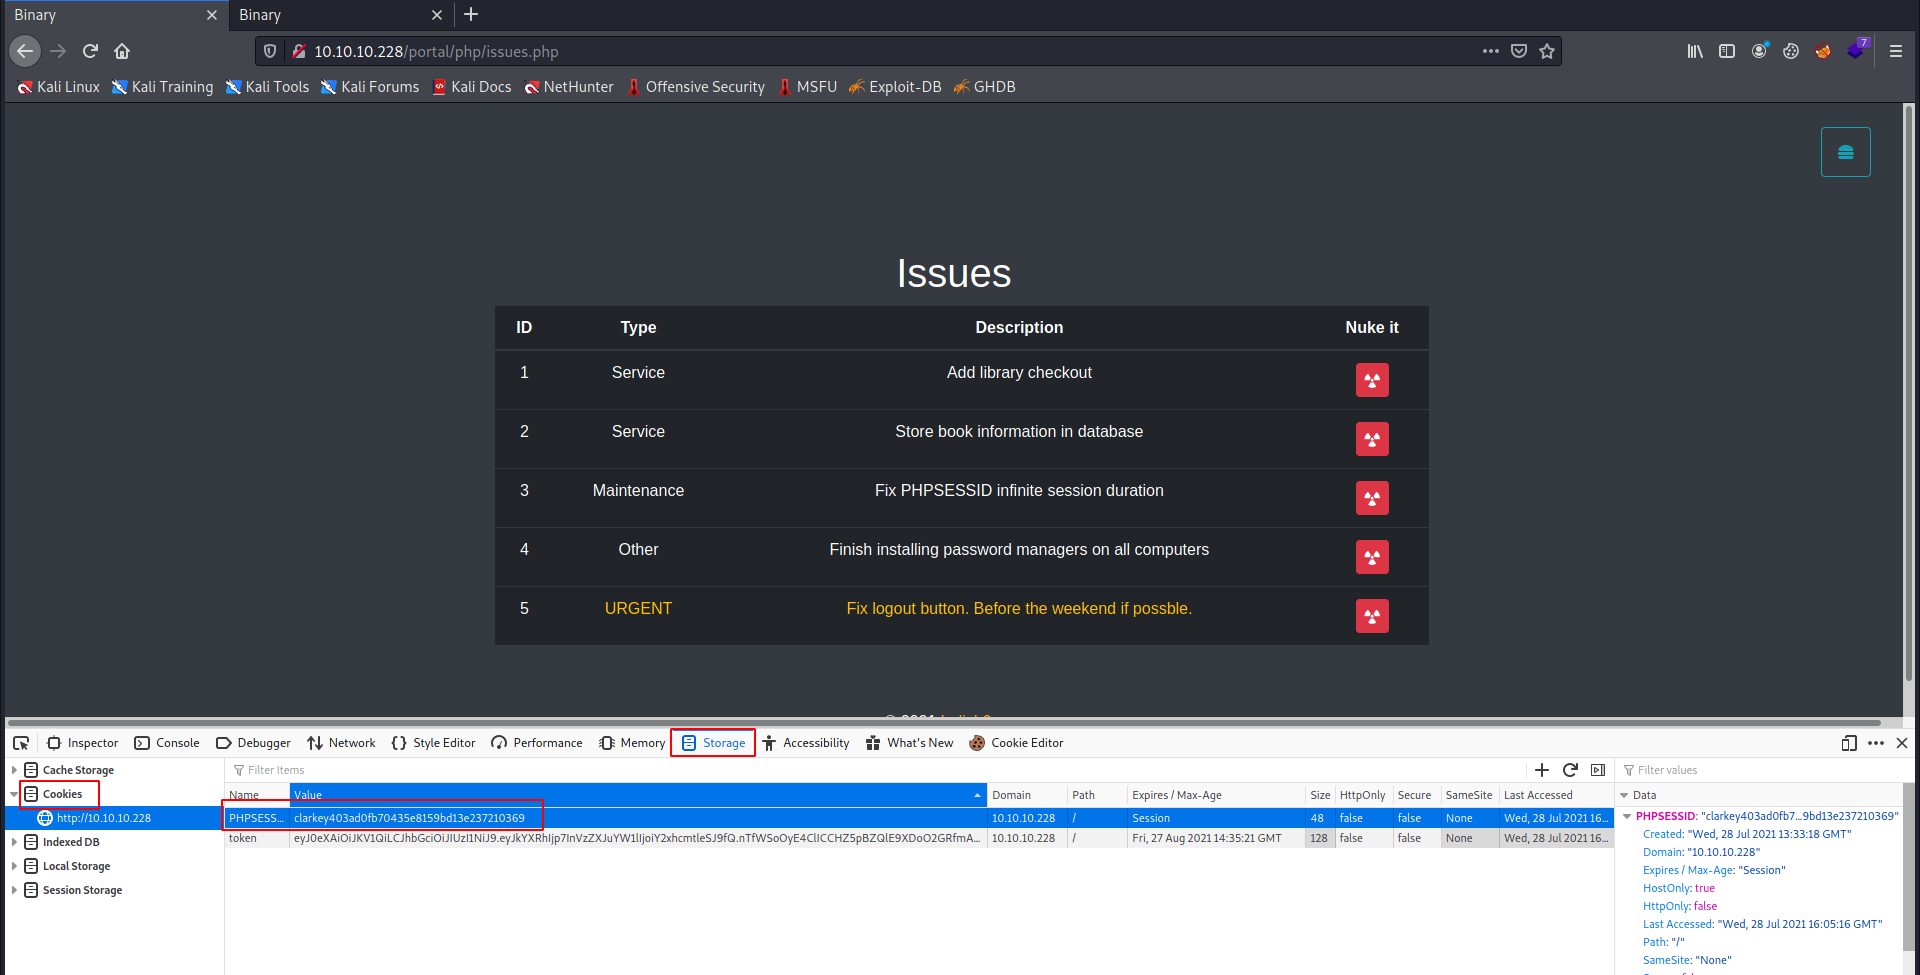 Binary
Binary
10.10.10.228/portal/php/issues.php
7
Kali Linux Kali Training Kali Tools Kali Forums Kali Docs NetHunter Offensive Security MSFU Exploit-DB GHDB
Issues
ID Type Description Nuke it
1 Service Add library checkout
2 Service Store book information in database
3 Maintenance Fix PHPSESSID infinite session duration
4 Other Finish installing password managers on all computers
5 URGENT Fix logout button. Before the weekend if possble.
Inspector Console Debugger Network Style Editor Performance Memory Storage Accessibility What's New Cookie Editor
Cache Storage
Cookies
http://10.10.10.228
Indexed DB
Local Storage
Session Storage
Filter Items
Name Value Domain Path Expires / Max-Age Size HttpOnly Secure SameSite Last Accessed
PHPSESS... clarkey403ad0fb70435e8159bd13e237210369 10.10.10.228 / Session 48 false false None Wed, 28 Jul 2021 16...
token eyJ0eXAiOiJKV1QiLCJhbGciOiJIUzI1NiJ9.eyJkYXRhIjp7InVzZXJuYW1lIjoiY2xhcmtleSJ9fQ.nTfWSoOyE4ClICCHZ5pBZQlE9XDoO2GRfmA... 10.10.10.228 / Fri, 27 Aug 2021 14:35:21 GMT 128 false false None Wed, 28 Jul 2021 16...
Filter values
Data
PHPSESSID: "clarkey403ad0fb7...9bd13e237210369"
Created: "Wed, 28 Jul 2021 13:33:18 GMT"
Domain: "10.10.10.228"
Expires / Max-Age: "Session"
HostOnly: true
HttpOnly: false
Last Accessed: "Wed, 28 Jul 2021 16:05:16 GMT"
Path: "/"
SameSite: "None"